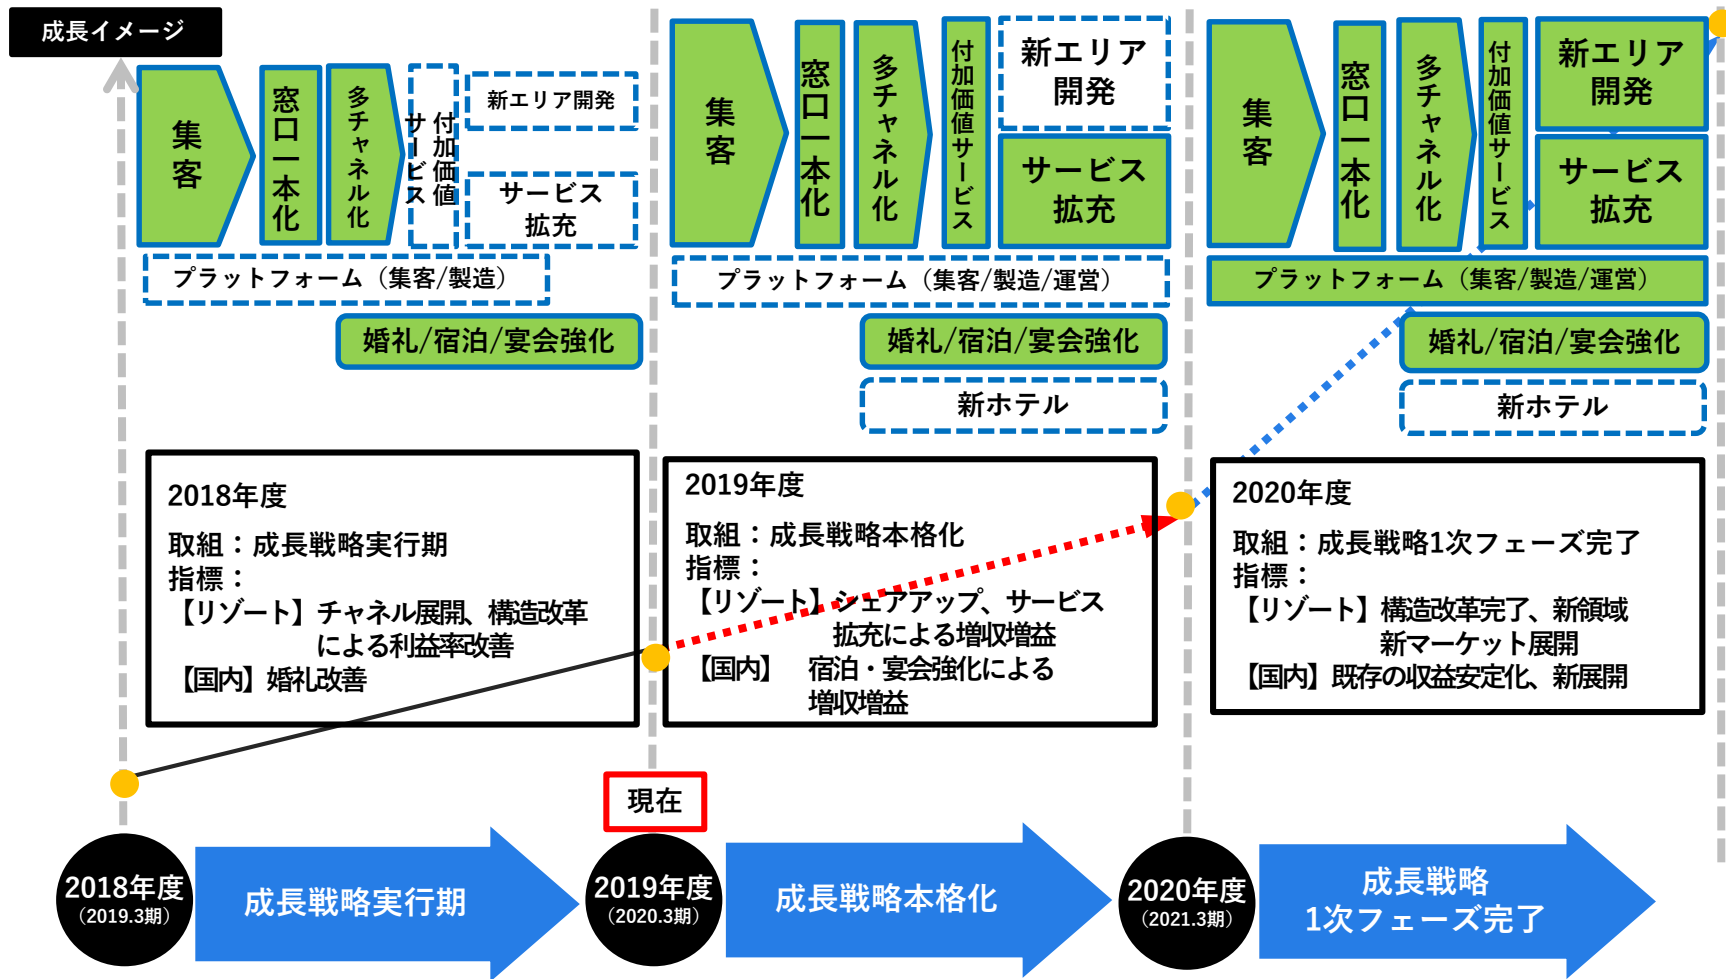 成長イメージ
集客
窓口一本化
多チャネル化
付加価値
サービス
新エリア開発
サービス
拡充
プラットフォーム（集客/製造）
婚礼/宿泊/宴会強化
集客
窓口一本化
多チャネル化
付加価値サービス
新エリア
開発
サービス
拡充
プラットフォーム（集客/製造/運営）
婚礼/宿泊/宴会強化
新ホテル
集客
窓口一本化
多チャネル化
付加価値サービス
新エリア
開発
サービス
拡充
プラットフォーム（集客/製造/運営）
婚礼/宿泊/宴会強化
新ホテル
2018年度
取組：成長戦略実行期
指標：
【リゾート】チャネル展開、構造改革
による利益率改善
【国内】婚礼改善
2019年度
取組：成長戦略本格化
指標：
【リゾート】シェアアップ、サービス
拡充による増収増益
【国内】　宿泊・宴会強化による
増収増益
2020年度
取組：成長戦略1次フェーズ完了
指標：
【リゾート】構造改革完了、新領域
新マーケット展開
【国内】既存の収益安定化、新展開
現在
2018年度
（2019.3期）
成長戦略実行期
2019年度
（2020.3期）
成長戦略本格化
2020年度
（2021.3期）
成長戦略
1次フェーズ完了